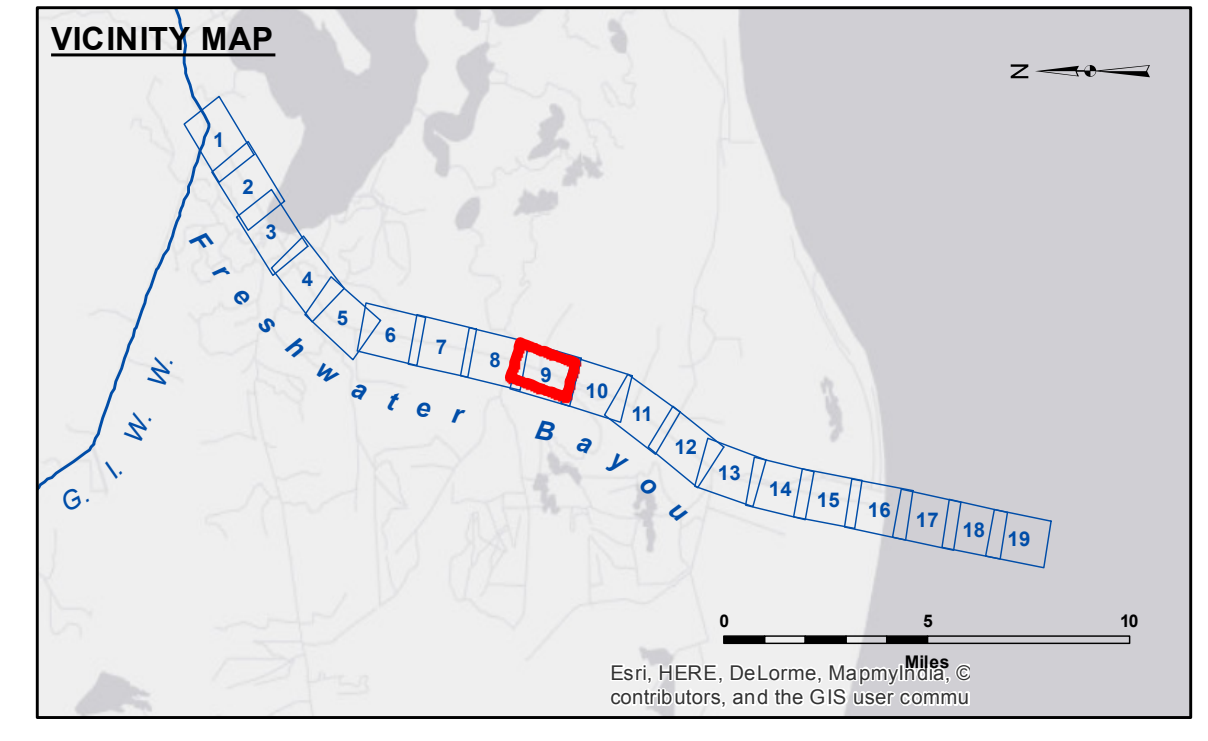 VICINITY MAP
N
1
2
3
4
5
6
7
8
9
10
11
12
13
14
15
16
17
18
19
Freshwater Bayou
G. I. W. W.
0 5 10
Miles
Esri, HERE, DeLorme, MapmyIndia, ©
contributors, and the GIS user commu